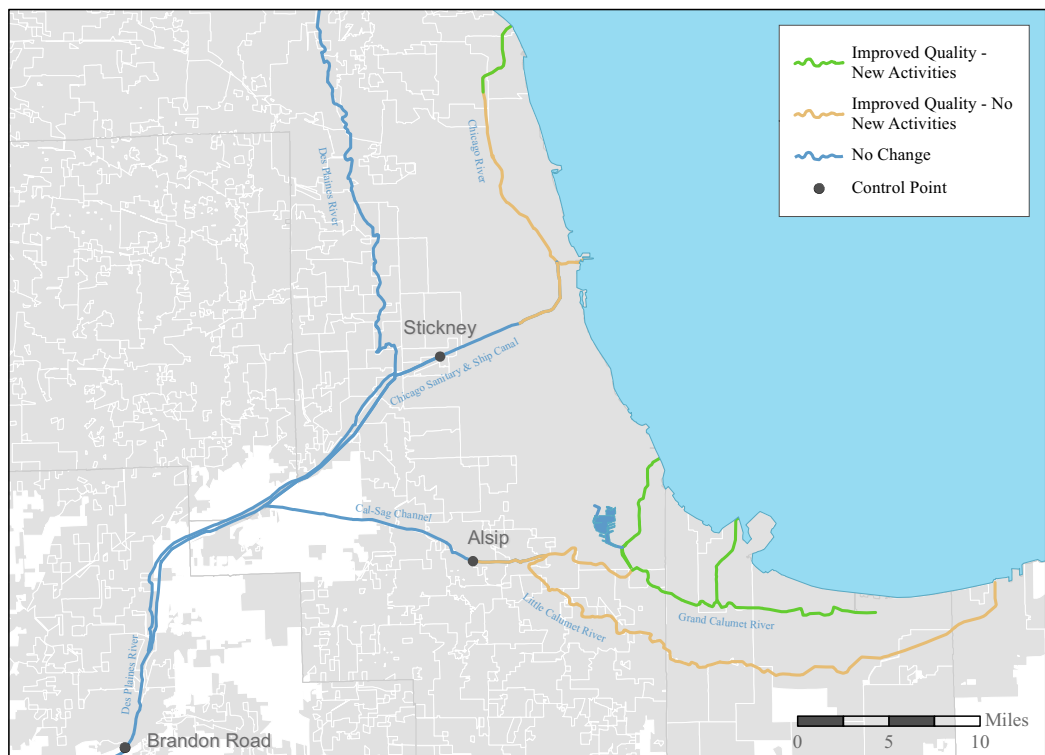 Improved Quality -
New Activities
Improved Quality - No
New Activities
No Change
Control Point
Chicago River
Des Plaines River
Stickney
Chicago Sanitary & Ship Canal
Cal-Sag Channel
Alsip
Little Calumet River
Grand Calumet River
Des Plaines River
Brandon Road
Miles
0 5 10